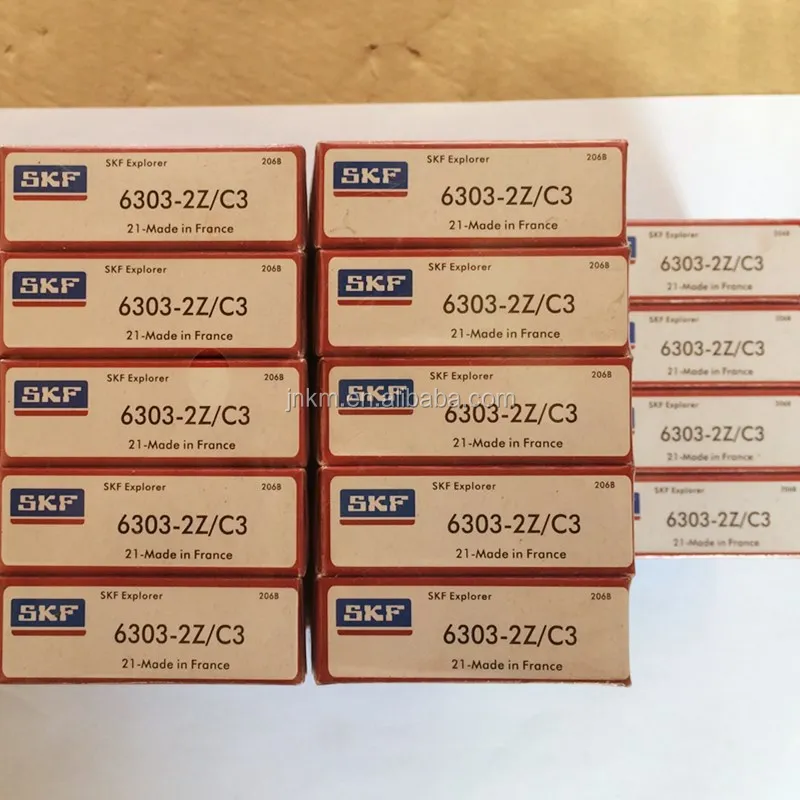 SKF
SKF Explorer
206B
6303-2Z/C3
21-Made in France
SKF
SKF Explorer
206B
6303-2Z/C3
21-Made in France
SKF
SKF Explorer
206B
6303-2Z/C3
21-Made in France
SKF
SKF Explorer
206B
6303-2Z/C3
21-Made in France
SKF
SKF Explorer
206B
6303-2Z/C3
21-Made in France
SKF
SKF Explorer
206B
6303-2Z/C3
21-Made in France
SKF
SKF Explorer
206B
6303-2Z/C3
21-Made in France
SKF
SKF Explorer
206B
6303-2Z/C3
21-Made in France
SKF
SKF Explorer
206B
6303-2Z/C3
21-Made in France
SKF
SKF Explorer
206B
6303-2Z/C3
21-Made in France
SKF Explorer
206B
6303-2Z/C3
21-Made in France
SKF Explorer
206B
6303-2Z/C3
21-Made in France
SKF Explorer
206B
6303-2Z/C3
21-Made in France
SKF Explorer
206B
6303-2Z/C3
21-Made in France
jnkm.en.alibaba.com